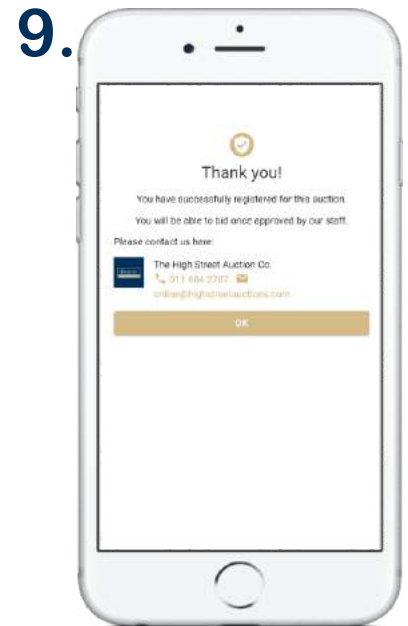 9.
Thank you!
You have successfully registered for this auction.
You will be able to bid once approved by our staff.
Please contact us here:
The High Street Auction Co.
011 684 2707
online@highstreetauctions.com
OK